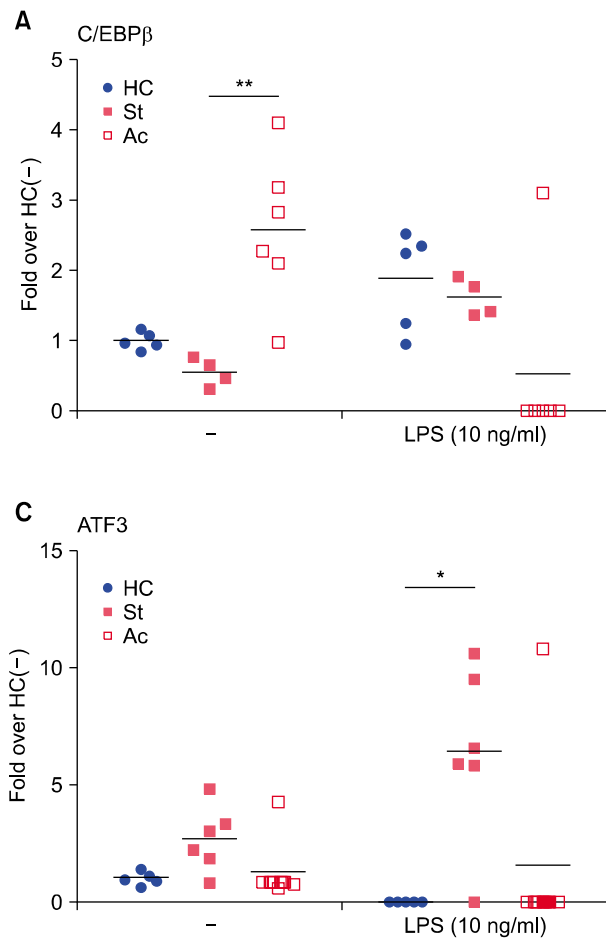 A
C/EBPβ
5
4
3
2
1
0
Fold over HC(−)
HC
St
Ac
**
−
LPS (10 ng/ml)
C
ATF3
15
10
5
0
Fold over HC(−)
HC
St
Ac
*
−
LPS (10 ng/ml)